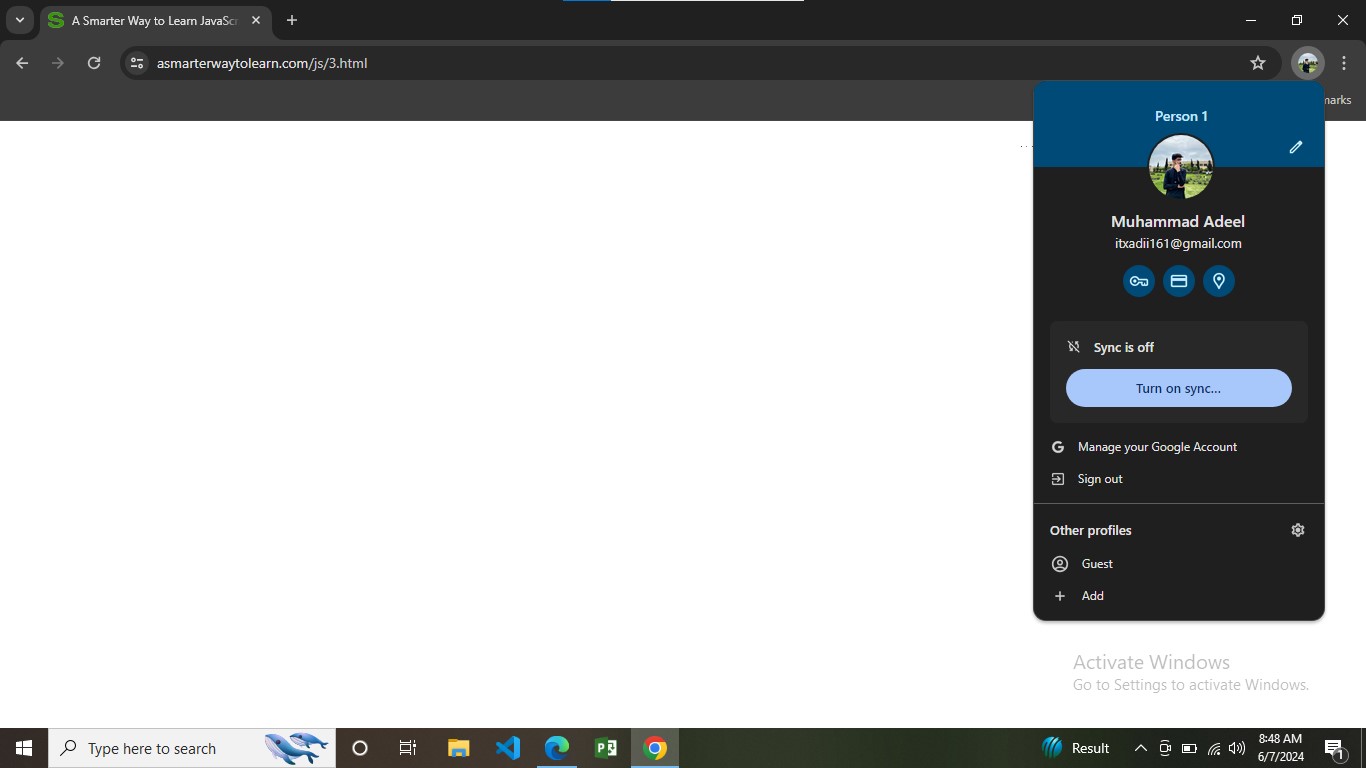 A Smarter Way to Learn JavaSc
asmarterwaytolearn.com/js/3.html
marks
Person 1
Muhammad Adeel
itxadii161@gmail.com
Sync is off
Turn on sync...
Manage your Google Account
Sign out
Other profiles
Guest
Add
Activate Windows
Go to Settings to activate Windows.
Type here to search
Result
8:48 AM
6/7/2024
1